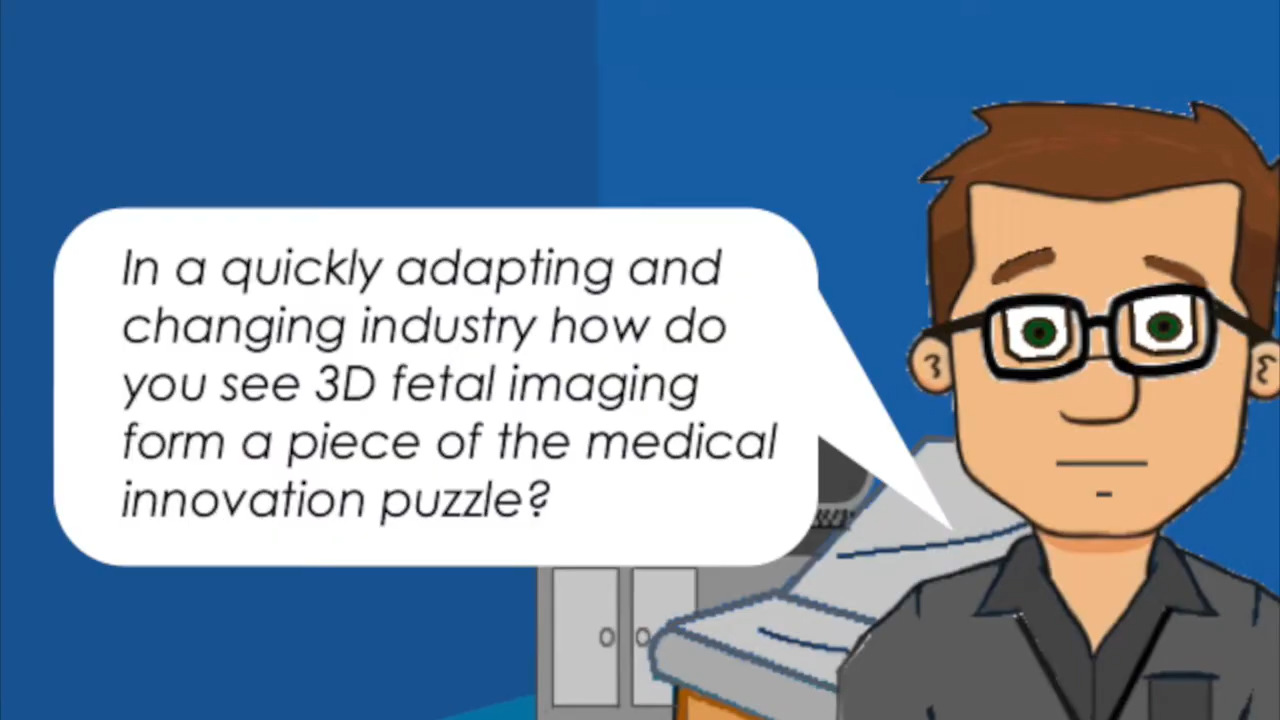 In a quickly adapting and
changing industry how do
you see 3D fetal imaging
form a piece of the medical
innovation puzzle?